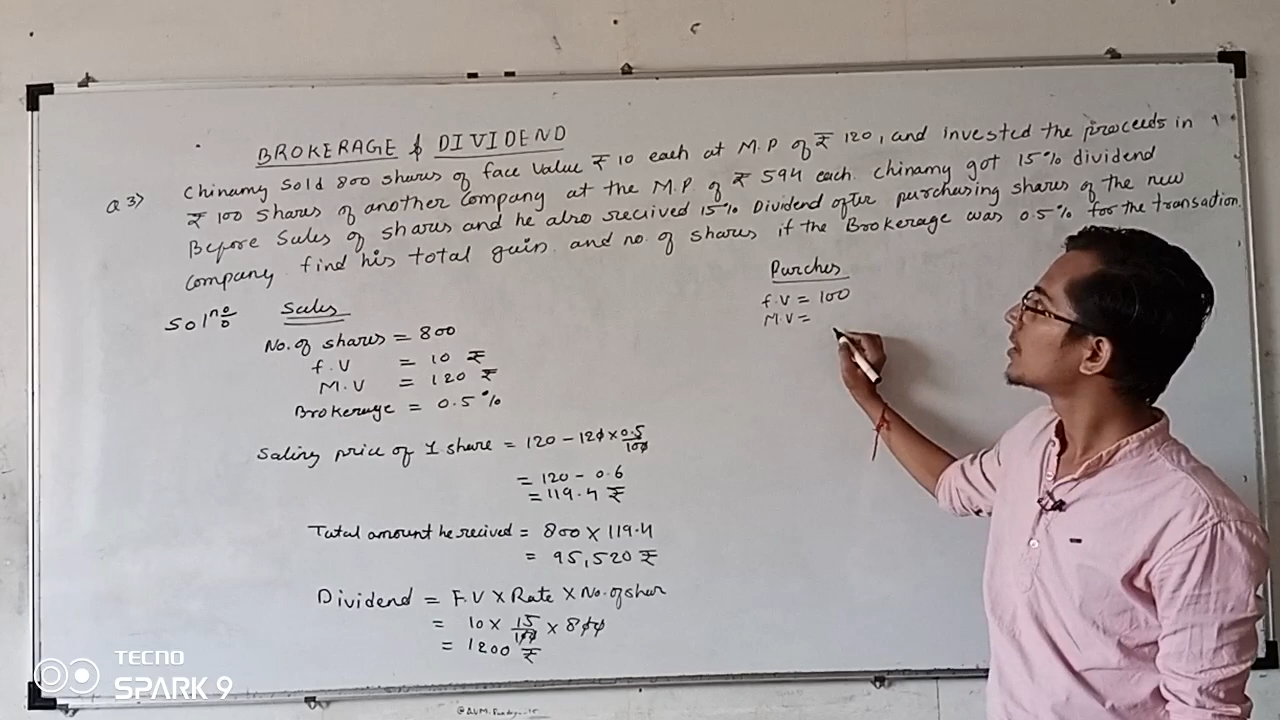 BROKERAGE & DIVIDEND
Q 3) Chinamy Sold 800 shares of face Value ₹ 10 each at M.P of ₹ 120, and invested the proceeds in
₹ 100 Shares of another Company at the M.P. of ₹ 594 each. Chinamy got 15% dividend
Before Sales of shares and he also recived 15% Dividend after purchasing shares of the new
Company. find his total gain and no. of shares if the Brokerage was 0.5% for the transaction.
Solⁿ Sales
No. of shares = 800
f.V = 10 ₹
M.V = 120 ₹
Brokerage = 0.5%
Saling price of 1 share = 120 - 120 × 0.5/100
= 120 - 0.6
= 119.4 ₹
Total amount he recived = 800 × 119.4
= 95,520 ₹
Dividend = F.V × Rate × No. of shar
= 10 × 15/100 × 800
= 1200 ₹
Purches
f.V = 100
M.V =
TECNO
SPARK 9